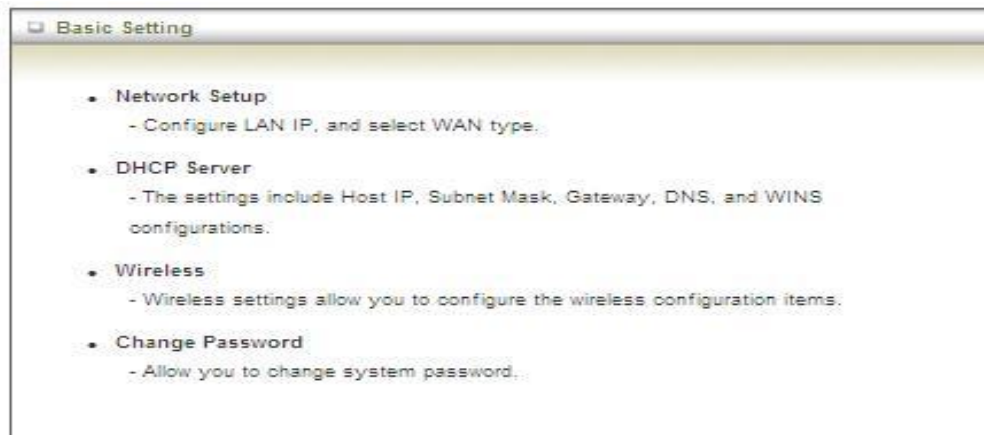 Basic Setting
• Network Setup
- Configure LAN IP, and select WAN type.
• DHCP Server
- The settings include Host IP, Subnet Mask, Gateway, DNS, and WINS
configurations.
• Wireless
- Wireless settings allow you to configure the wireless configuration items.
• Change Password
- Allow you to change system password.